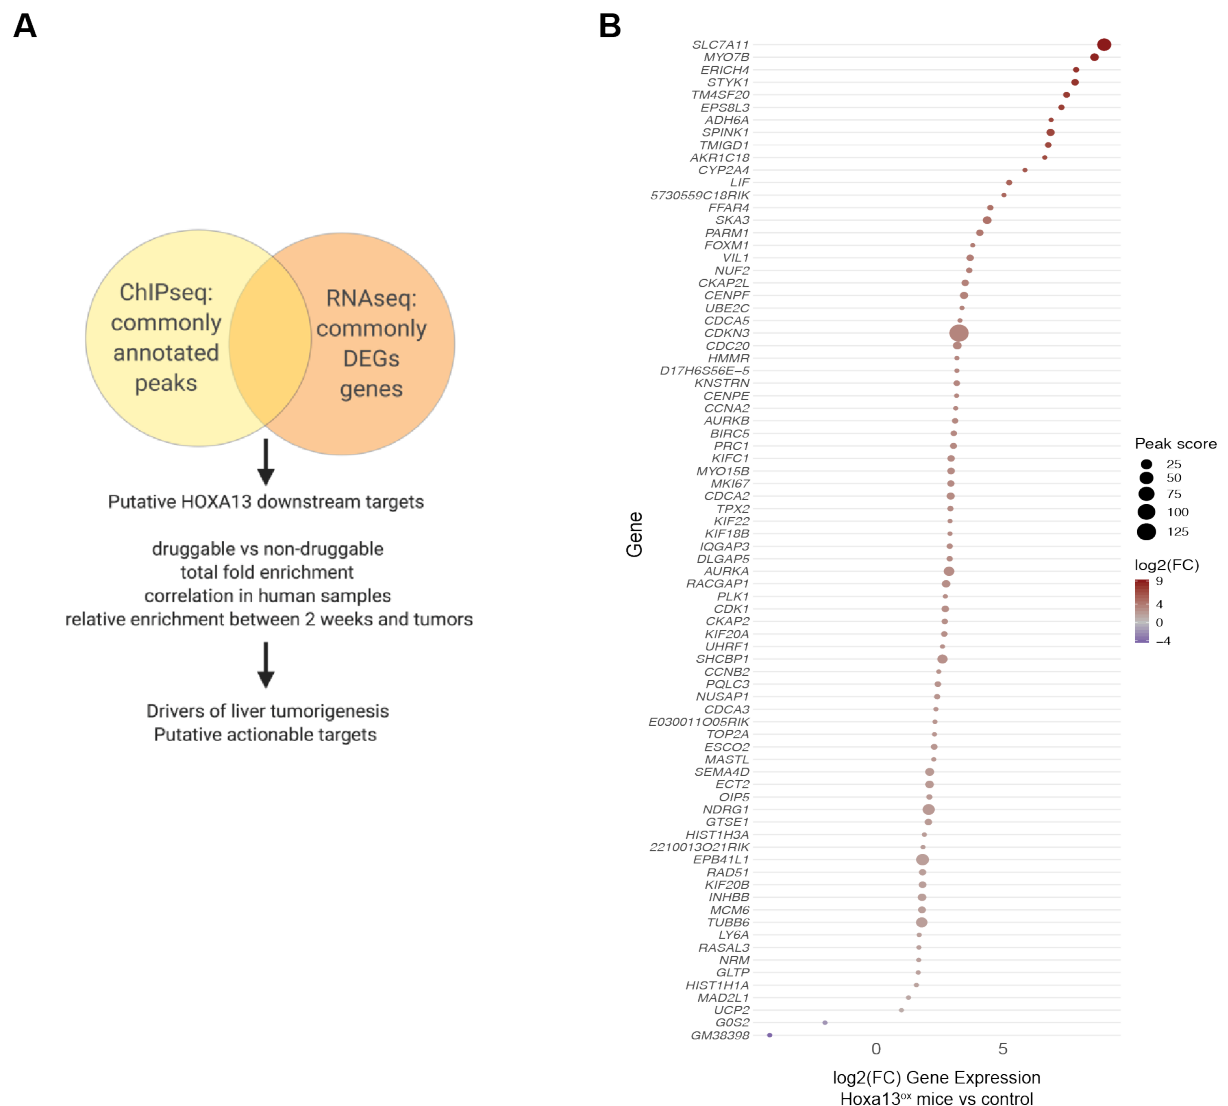 A
ChIPseq:
commonly
annotated
peaks
RNAseq:
commonly
DEGs
genes
Putative HOXA13 downstream targets
druggable vs non-druggable
total fold enrichment
correlation in human samples
relative enrichment between 2 weeks and tumors
Drivers of liver tumorigenesis
Putative actionable targets
B
Gene
SLC7A11
MYO7B
ERICH4
STYK1
TM4SF20
EPS8L3
ADH6A
SPINK1
TMIGD1
AKR1C18
CYP2A4
LIF
5730559C18RIK
FFAR4
SKA3
PARM1
FOXM1
VIL1
NUF2
CKAP2L
CENPF
UBE2C
CDCA5
CDKN3
CDC20
HMMR
D17H6S56E−5
KNSTRN
CENPE
CCNA2
AURKB
BIRC5
PRC1
KIFC1
MYO15B
MKI67
CDCA2
TPX2
KIF22
KIF18B
IQGAP3
DLGAP5
AURKA
RACGAP1
PLK1
CDK1
CKAP2
KIF20A
UHRF1
SHCBP1
CCNB2
PQLC3
NUSAP1
CDCA3
E030011O05RIK
TOP2A
ESCO2
MASTL
SEMA4D
ECT2
OIP5
NDRG1
GTSE1
HIST1H3A
2210013O21RIK
EPB41L1
RAD51
KIF20B
INHBB
MCM6
TUBB6
LY6A
RASAL3
NRM
GLTP
HIST1H1A
MAD2L1
UCP2
G0S2
GM38398
0 5
log2(FC) Gene Expression
Hoxa13ᵒˣ mice vs control
Peak score
25
50
75
100
125
log2(FC)
9
4
0
−4